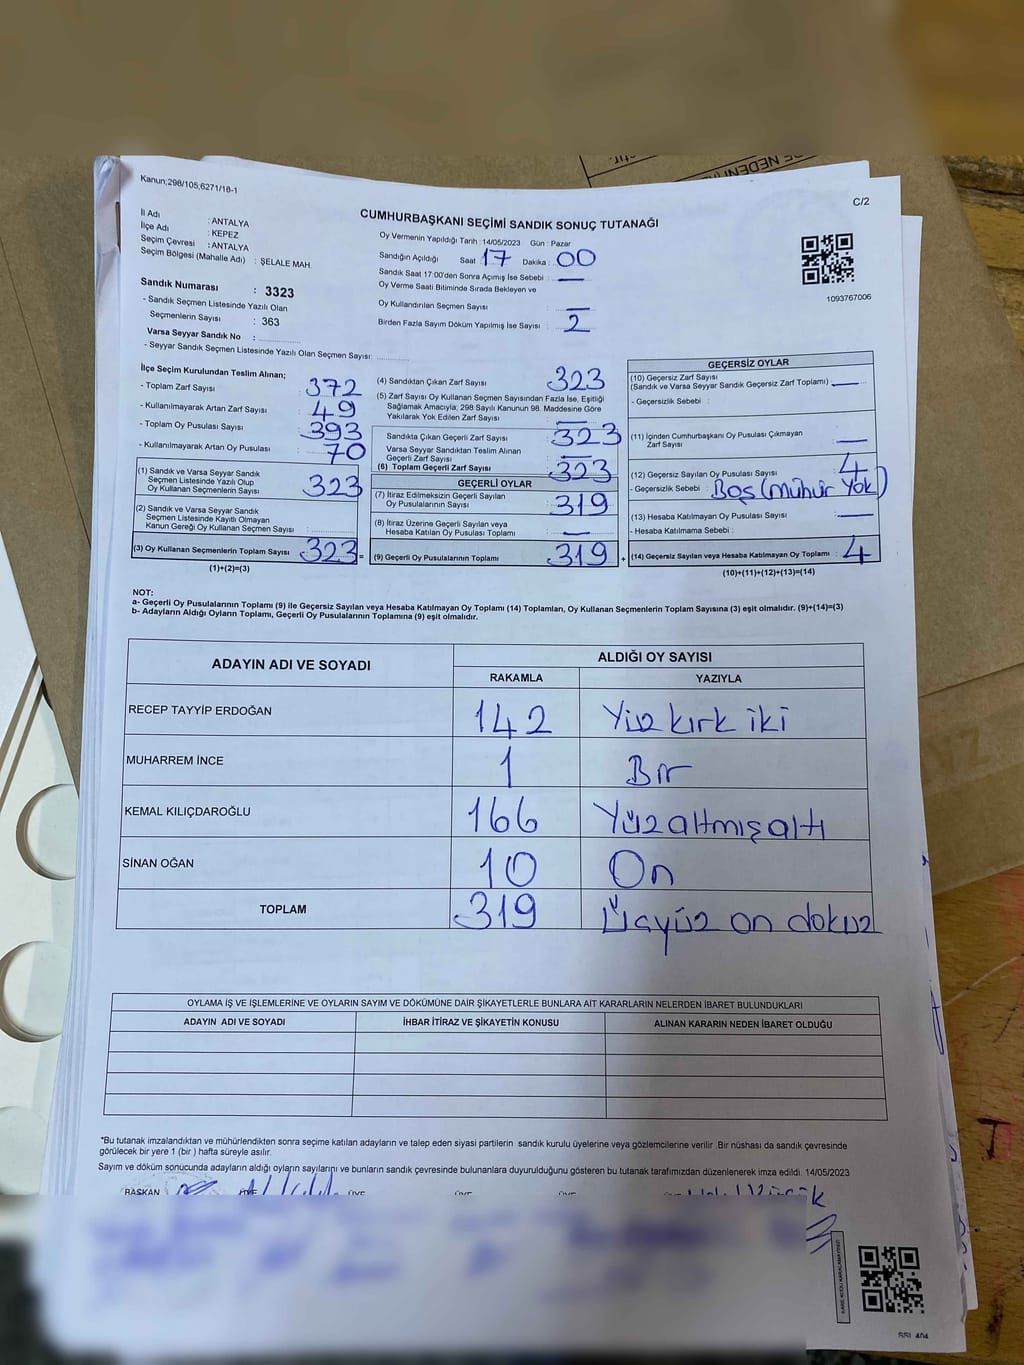 Kanun;298/105;6271/18-1
C/2
CUMHURBAŞKANI SEÇİMİ SANDIK SONUÇ TUTANAĞI
İl Adı : ANTALYA
İlçe Adı : KEPEZ
Seçim Çevresi : ANTALYA
Seçim Bölgesi (Mahalle Adı) : ŞELALE MAH.
Sandık Numarası : 3323
- Sandık Seçmen Listesinde Yazılı Olan
Seçmenlerin Sayısı : 363
Varsa Seyyar Sandık No :
- Seyyar Sandık Seçmen Listesinde Yazılı Olan Seçmen Sayısı:
Oy Vermenin Yapıldığı Tarih : 14/05/2023 Gün : Pazar
Sandığın Açıldığı Saat : 17 Dakika : 00
Sandık Saat 17:00'den Sonra Açımış İse Sebebi : —
Oy Verme Saati Bitiminde Sırada Bekleyen ve
Oy Kullandırılan Seçmen Sayısı : —
Birden Fazla Sayım Döküm Yapılmış İse Sayısı : 2
1093767006
İlçe Seçim Kurulundan Teslim Alınan;
- Toplam Zarf Sayısı : 372
- Kullanılmayarak Artan Zarf Sayısı : 49
- Toplam Oy Pusulası Sayısı : 393
- Kullanılmayarak Artan Oy Pusulası : 70
(1) Sandık ve Varsa Seyyar Sandık
Seçmen Listesinde Yazılı Olup
Oy Kullanan Seçmenlerin Sayısı : 323
(2) Sandık ve Varsa Seyyar Sandık
Seçmen Listesinde Kayıtlı Olmayan
Kanun Gereği Oy Kullanan Seçmen Sayısı :
(3) Oy Kullanan Seçmenlerin Toplam Sayısı : 323 =
(1)+(2)=(3)
(4) Sandıktan Çıkan Zarf Sayısı : 323
(5) Zarf Sayısı Oy Kullanan Seçmen Sayısından Fazla İse, Eşitliği
Sağlamak Amacıyla; 298 Sayılı Kanunun 98. Maddesine Göre
Yakılarak Yok Edilen Zarf Sayısı : —
Sandıkta Çıkan Geçerli Zarf Sayısı : 323
Varsa Seyyar Sandıktan Teslim Alınan
Geçerli Zarf Sayısı : —
(6) Toplam Geçerli Zarf Sayısı : 323
GEÇERLİ OYLAR
(7) İtiraz Edilmeksizin Geçerli Sayılan
Oy Pusulalarının Sayısı : 319
(8) İtiraz Üzerine Geçerli Sayılan veya
Hesaba Katılan Oy Pusulası Toplamı : —
(9) Geçerli Oy Pusulalarının Toplamı : 319 +
GEÇERSİZ OYLAR
(10) Geçersiz Zarf Sayısı
(Sandık ve Varsa Seyyar Sandık Geçersiz Zarf Toplamı) : —
- Geçersizlik Sebebi :
(11) İçinden Cumhurbaşkanı Oy Pusulası Çıkmayan
Zarf Sayısı : —
(12) Geçersiz Sayılan Oy Pusulası Sayısı : 4
- Geçersizlik Sebebi : Boş (mühür Yok)
(13) Hesaba Katılmayan Oy Pusulası Sayısı : —
- Hesaba Katılmama Sebebi :
(14) Geçersiz Sayılan veya Hesaba Katılmayan Oy Toplamı : 4
(10)+(11)+(12)+(13)=(14)
NOT:
a- Geçerli Oy Pusulalarının Toplamı (9) ile Geçersiz Sayılan veya Hesaba Katılmayan Oy Toplamı (14) Toplamları, Oy Kullanan Seçmenlerin Toplam Sayısına (3) eşit olmalıdır. (9)+(14)=(3)
b- Adayların Aldığı Oyların Toplamı, Geçerli Oy Pusulalarının Toplamına (9) eşit olmalıdır.
ADAYIN ADI VE SOYADI ALDIĞI OY SAYISI
RAKAMLA YAZIYLA
RECEP TAYYİP ERDOĞAN 142 Yüz kırk iki
MUHARREM İNCE 1 Bir
KEMAL KILIÇDAROĞLU 166 Yüz altmış altı
SİNAN OĞAN 10 On
TOPLAM 319 Üçyüz on dokuz
OYLAMA İŞ VE İŞLEMLERİNE VE OYLARIN SAYIM VE DÖKÜMÜNE DAİR ŞİKAYETLERLE BUNLARA AİT KARARLARIN NELERDEN İBARET BULUNDUKLARI
ADAYIN ADI VE SOYADI İHBAR İTİRAZ VE ŞİKAYETİN KONUSU ALINAN KARARIN NEDEN İBARET OLDUĞU
*Bu tutanak imzalandıktan ve mühürlendikten sonra seçime katılan adayların ve talep eden siyasi partilerin sandık kurulu üyelerine veya gözlemcilerine verilir .Bir nüshası da sandık çevresinde
görülecek bir yere 1 (bir ) hafta süreyle asılır.
Sayım ve döküm sonucunda adayların aldığı oyların sayılarını ve bunların sandık çevresinde bulunanlara duyurulduğunu gösteren bu tutanak tarafımızdan düzenlenerek imza edildi. 14/05/2023
BAŞKAN ÜYE ÜYE ÜYE ÜYE